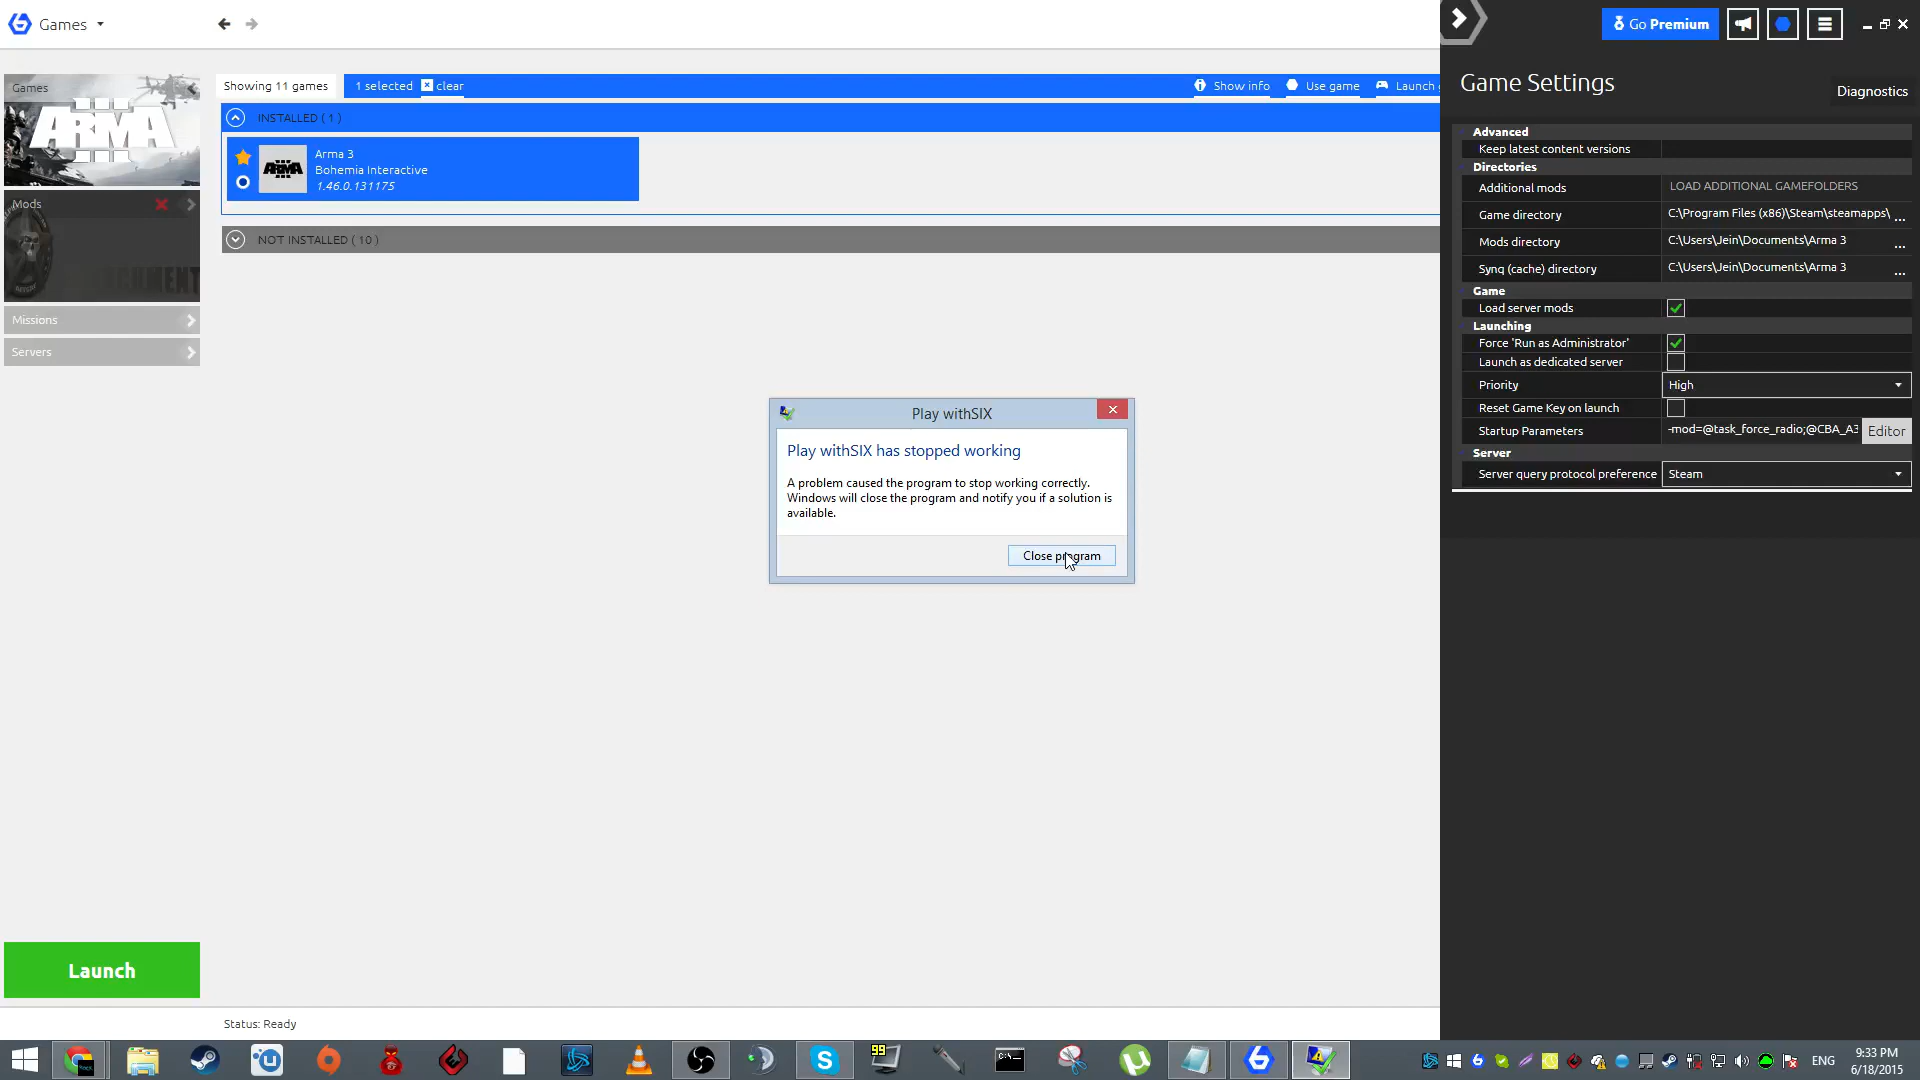 Games
Go Premium
Games
ARMA
III
Mods
Missions
Servers
Launch
Showing 11 games
1 selected
clear
Show info
Use game
Launch
INSTALLED ( 1 )
ARMA
Arma 3
Bohemia Interactive
1.46.0.131175
NOT INSTALLED ( 10 )
Play withSIX
Play withSIX has stopped working
A problem caused the program to stop working correctly.
Windows will close the program and notify you if a solution is
available.
Close program
Game Settings
Diagnostics
Advanced
Keep latest content versions
Directories
Additional mods
LOAD ADDITIONAL GAMEFOLDERS
Game directory
C:\Program Files (x86)\Steam\steamapps\ ...
Mods directory
C:\Users\Jein\Documents\Arma 3 ...
Synq (cache) directory
C:\Users\Jein\Documents\Arma 3 ...
Game
Load server mods
Launching
Force 'Run as Administrator'
Launch as dedicated server
Priority
High
Reset Game Key on launch
Startup Parameters
-mod=@task_force_radio;@CBA_A3
Editor
Server
Server query protocol preference
Steam
Status: Ready
99
ENG
9:33 PM
6/18/2015